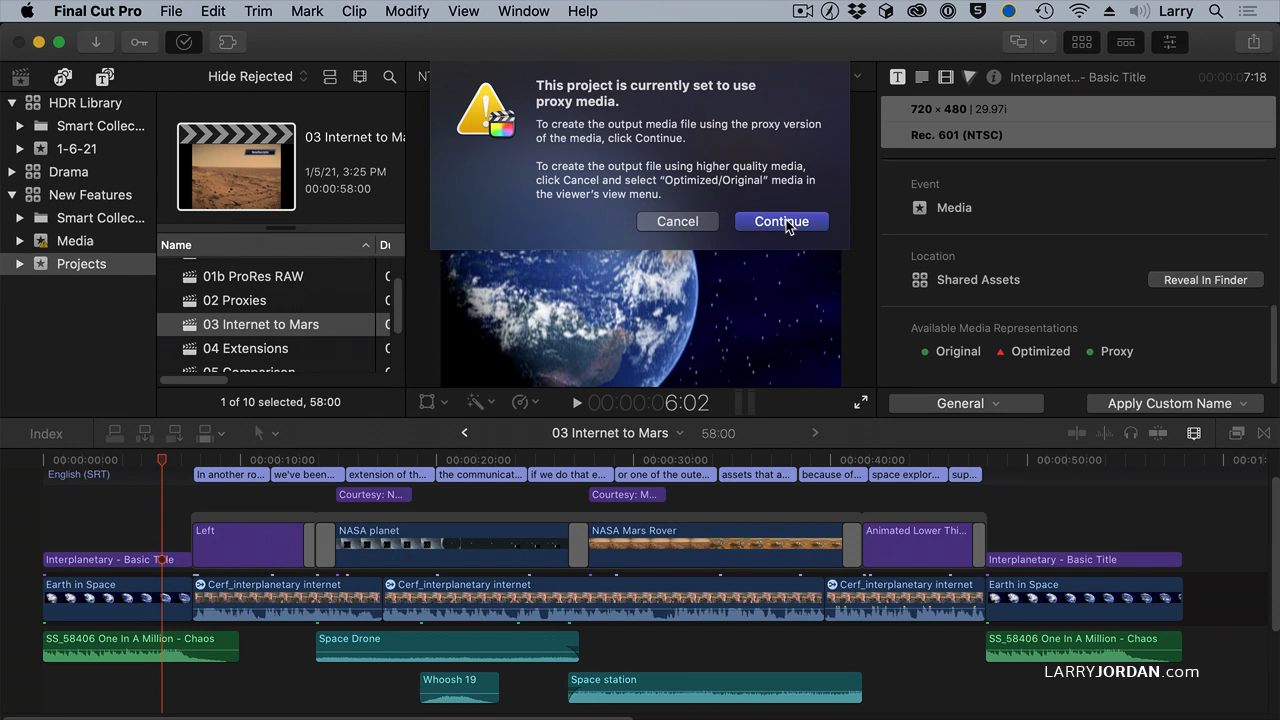 Final Cut Pro File Edit Trim Mark Clip Modify View Window Help Larry
Hide Rejected
Interplanet...- Basic Title
7:18
HDR Library
Smart Collec...
1-6-21
Drama
New Features
Smart Collec...
Media
Projects
03 Internet to Ma
1/5/21, 3:25 PM
00:00:58:00
Name
01b ProRes RAW
02 Proxies
03 Internet to Mars
04 Extensions
05 Comparison
1 of 10 selected, 58:00
This project is currently set to use
proxy media.
To create the output media file using the proxy version
of the media, click Continue.
To create the output file using higher quality media,
click Cancel and select “Optimized/Original” media in
the viewer’s view menu.
Cancel Continue
00:00:06:02
720 × 480 | 29.97i
Rec. 601 (NTSC)
Event
Media
Location
Shared Assets
Reveal In Finder
Available Media Representations
Original Optimized Proxy
General
Apply Custom Name
Index
03 Internet to Mars 58:00
00:00:00:00 00:00:10:00 00:00:20:00 00:00:30:00 00:00:40:00 00:00:50:00 00:01:
English (SRT)
In another ro... we've been... extension of th... the communicat... if we do that e... or one of the oute... assets that a... because of... space explor... sup...
Courtesy: N... Courtesy: M...
Left NASA planet NASA Mars Rover Animated Lower Thi...
Interplanetary - Basic Title Interplanetary - Basic Title
Earth in Space Cerf_interplanetary internet Cerf_interplanetary internet Cerf_interplanetary internet Earth in Space
SS_58406 One In A Million - Chaos Space Drone SS_58406 One In A Million - Chaos
Whoosh 19 Space station
LARRYJORDAN.com